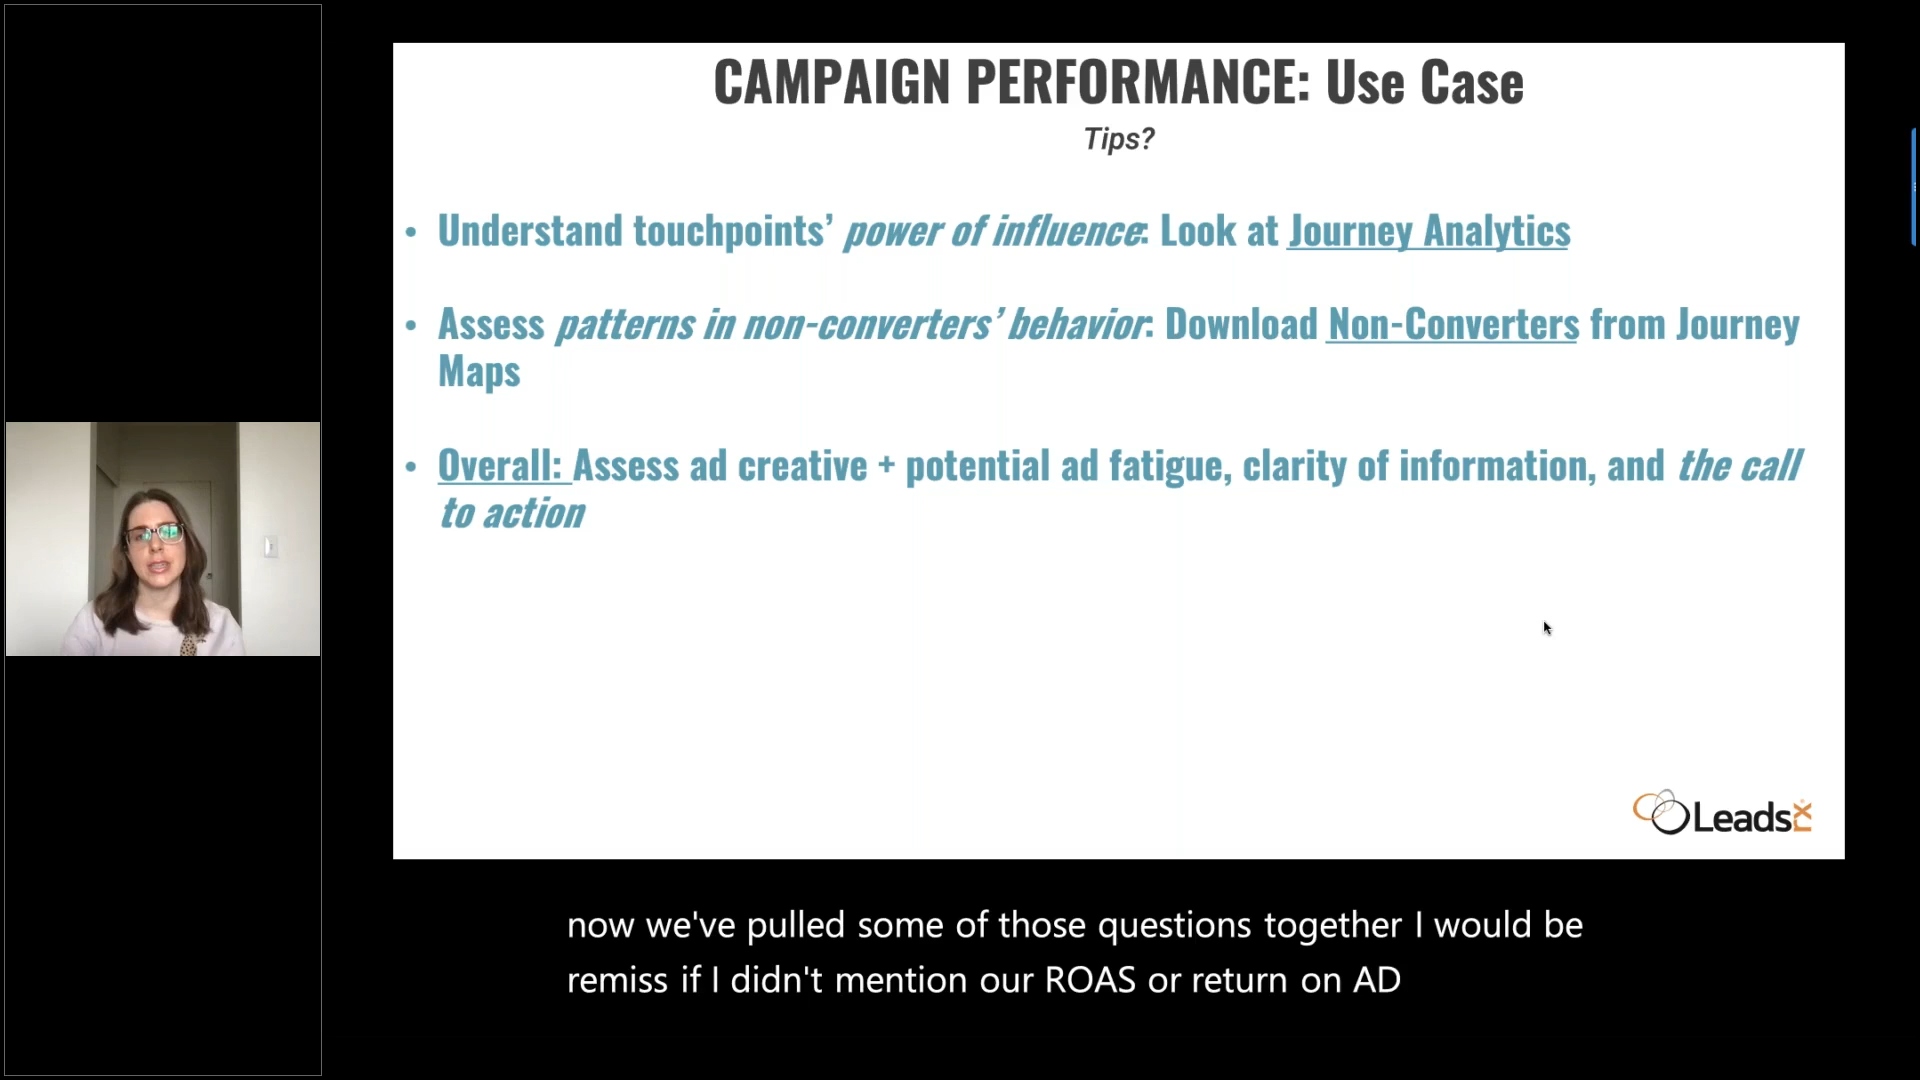 CAMPAIGN PERFORMANCE: Use Case
Tips?
• Understand touchpoints’ power of influence: Look at Journey Analytics
• Assess patterns in non-converters’ behavior: Download Non-Converters from Journey
Maps
• Overall: Assess ad creative + potential ad fatigue, clarity of information, and the call
to action
LeadsRx
now we've pulled some of those questions together I would be
remiss if I didn't mention our ROAS or return on AD